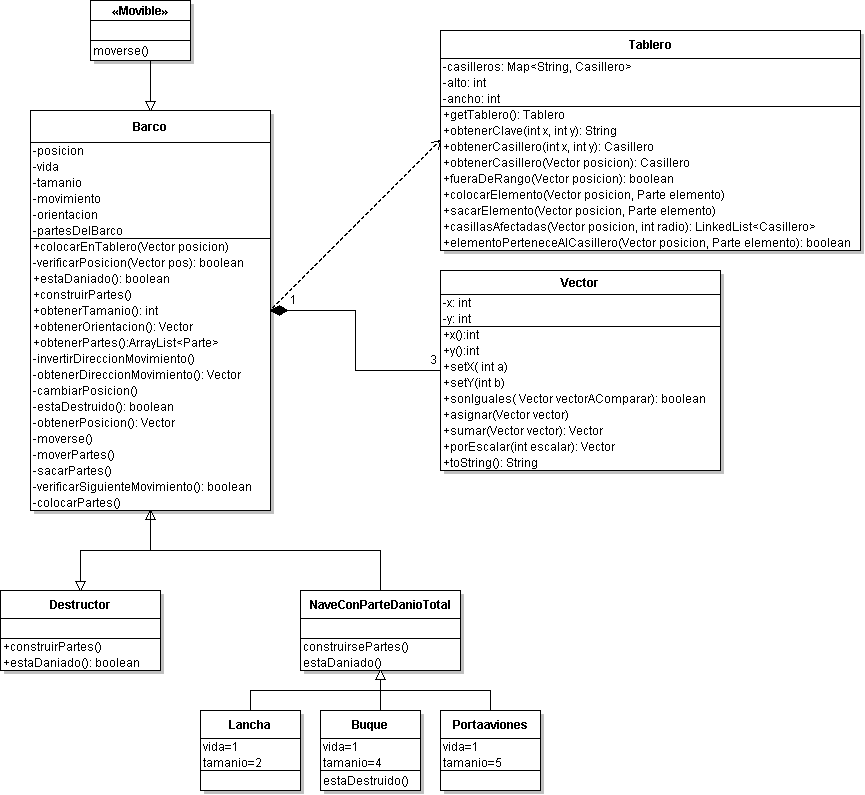 «Movible»
moverse()
Barco
-posicion
-vida
-tamanio
-movimiento
-orientacion
-partesDelBarco
+colocarEnTablero(Vector posicion)
-verificarPosicion(Vector pos): boolean
+estaDaniado(): boolean
+construirPartes()
+obtenerTamanio(): int
+obtenerOrientacion(): Vector
+obtenerPartes():ArrayList<Parte>
-invertirDireccionMovimiento()
-obtenerDireccionMovimiento(): Vector
-cambiarPosicion()
-estaDestruido(): boolean
-obtenerPosicion(): Vector
-moverse()
-moverPartes()
-sacarPartes()
-verificarSiguienteMovimiento(): boolean
-colocarPartes()
Tablero
-casilleros: Map<String, Casillero>
-alto: int
-ancho: int
+getTablero(): Tablero
+obtenerClave(int x, int y): String
+obtenerCasillero(int x, int y): Casillero
+obtenerCasillero(Vector posicion): Casillero
+fueraDeRango(Vector posicion): boolean
+colocarElemento(Vector posicion, Parte elemento)
+sacarElemento(Vector posicion, Parte elemento)
+casillasAfectadas(Vector posicion, int radio): LinkedList<Casillero>
+elementoPerteneceAlCasillero(Vector posicion, Parte elemento): boolean
1
3
Vector
-x: int
-y: int
+x():int
+y():int
+setX( int a)
+setY(int b)
+sonIguales( Vector vectorAComparar): boolean
+asignar(Vector vector)
+sumar(Vector vector): Vector
+porEscalar(int escalar): Vector
+toString(): String
Destructor
+construirPartes()
+estaDaniado(): boolean
NaveConParteDanioTotal
construirsePartes()
estaDaniado()
Lancha
vida=1
tamanio=2
Buque
vida=1
tamanio=4
estaDestruido()
Portaaviones
vida=1
tamanio=5